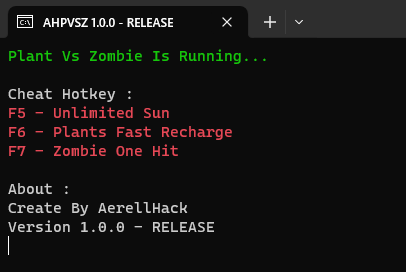 AHPVSZ 1.0.0 - RELEASE
Plant Vs Zombie Is Running...
Cheat Hotkey :
F5 - Unlimited Sun
F6 - Plants Fast Recharge
F7 - Zombie One Hit
About :
Create By AerellHack
Version 1.0.0 - RELEASE